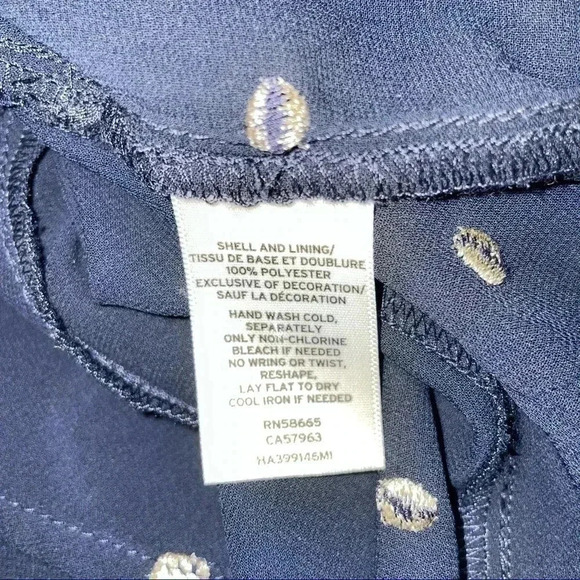 SHELL AND LINING/
TISSU DE BASE ET DOUBLURE
100% POLYESTER
EXCLUSIVE OF DECORATION/
SAUF LA DÉCORATION
HAND WASH COLD,
SEPARATELY
ONLY NON-CHLORINE
BLEACH IF NEEDED
NO WRING OR TWIST,
RESHAPE,
LAY FLAT TO DRY
COOL IRON IF NEEDED
RN58665
CA57963
HA399146MI